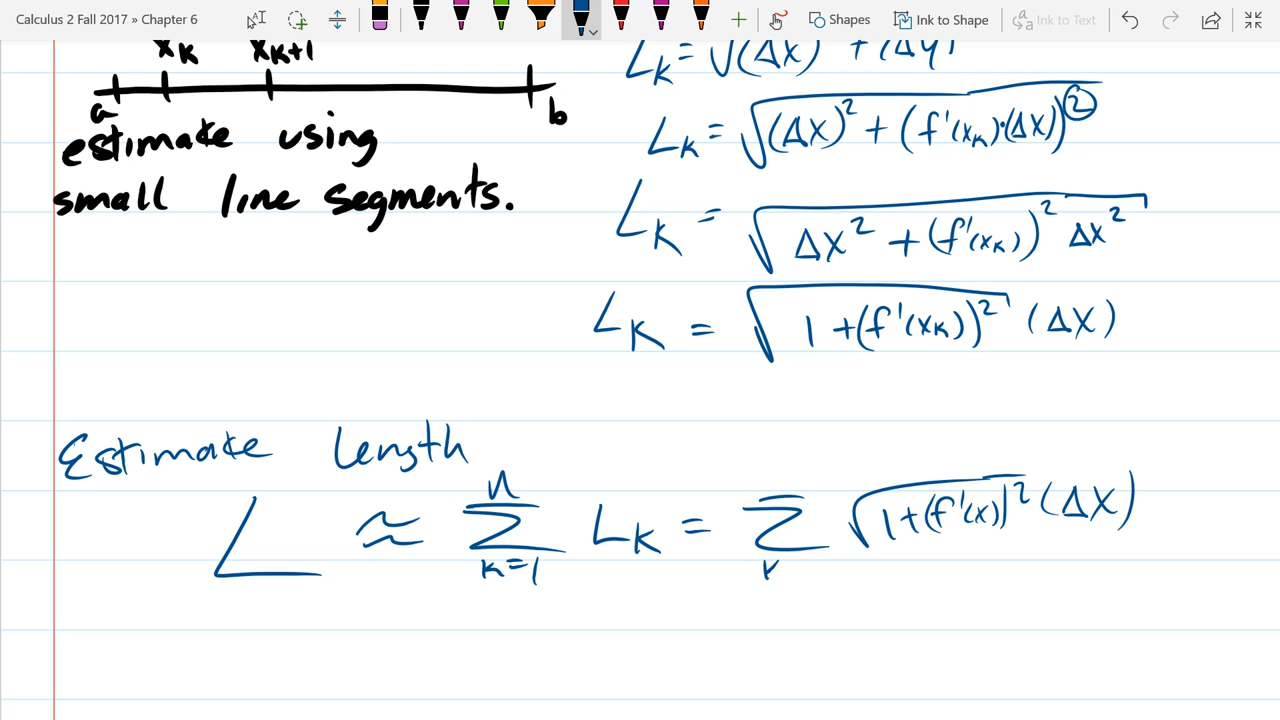 Calculus 2 Fall 2017 » Chapter 6
Shapes
Ink to Shape
Ink to Text
x_K x_{K+1}
a b
estimate using
small line segments.
L_K = √(Δx)² + (Δy)²
L_K = √(Δx)² + (f'(x_K)·(Δx))²
L_K = √Δx² + (f'(x_K))² Δx²
L_K = √1 + (f'(x_K))² (Δx)
Estimate Length
L ≈ Σ_{K=1}^{n} L_K = Σ √1 + (f'(x))² (Δx)